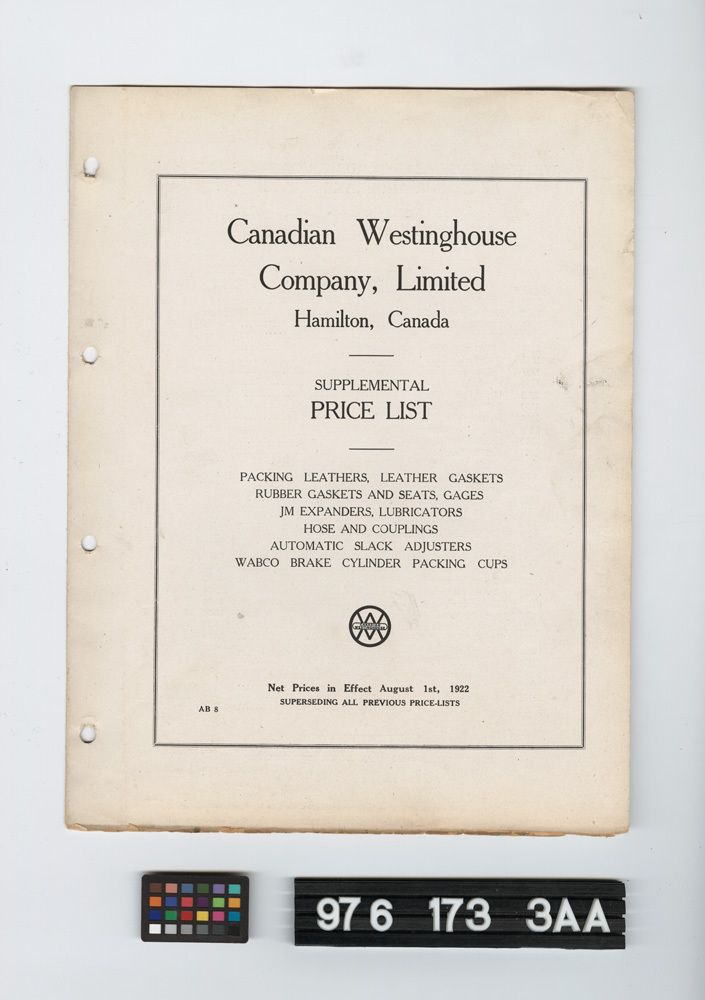 Canadian Westinghouse
Company, Limited
Hamilton, Canada
SUPPLEMENTAL
PRICE LIST
PACKING LEATHERS, LEATHER GASKETS
RUBBER GASKETS AND SEATS, GAGES
JM EXPANDERS, LUBRICATORS
HOSE AND COUPLINGS
AUTOMATIC SLACK ADJUSTERS
WABCO BRAKE CYLINDER PACKING CUPS
Net Prices in Effect August 1st, 1922
SUPERSEDING ALL PREVIOUS PRICE-LISTS
AB 8
976 173 3AA